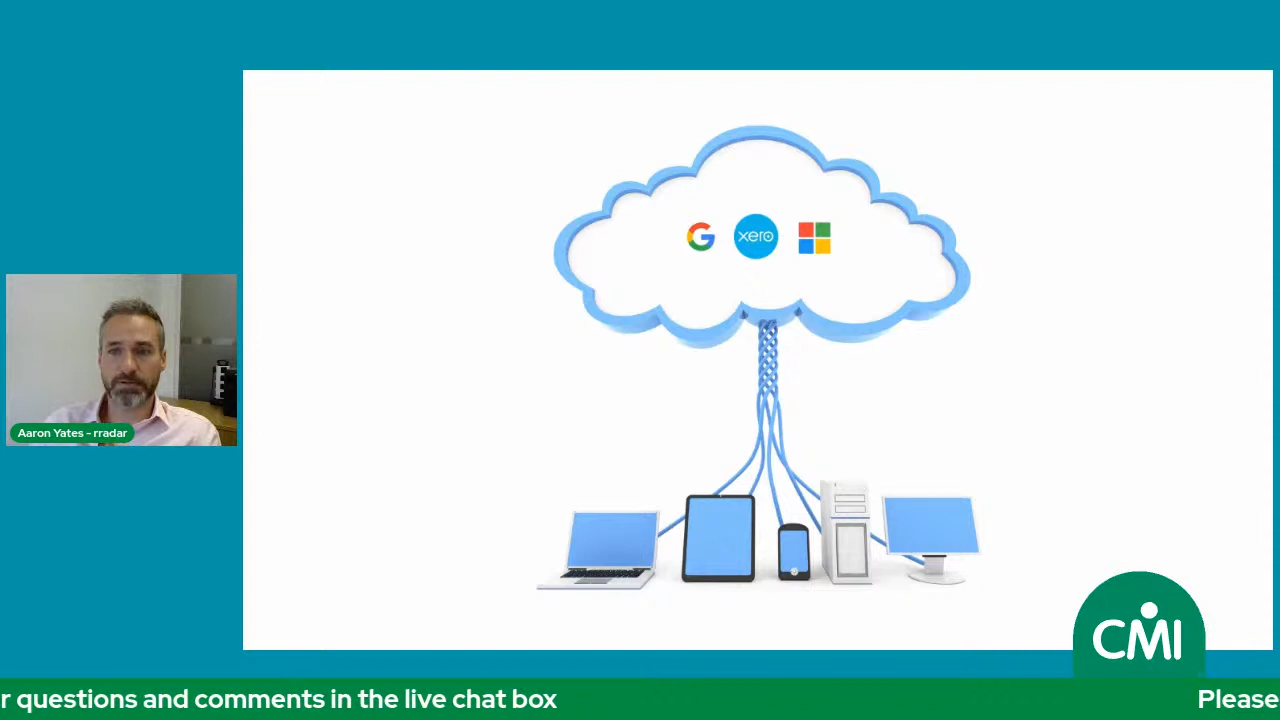 G
xero
Aaron Yates - rradar
CMI
r questions and comments in the live chat box
Please